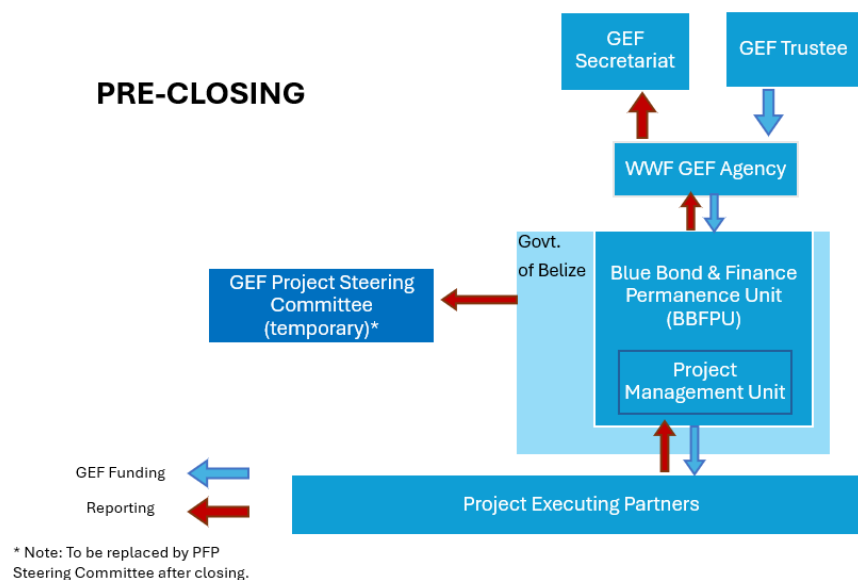 PRE-CLOSING
GEF
Secretariat
GEF Trustee
WWF GEF Agency
Govt.
of Belize
Blue Bond & Finance
Permanence Unit
(BBFPU)
GEF Project Steering
Committee
(temporary)*
Project
Management Unit
GEF Funding
Reporting
Project Executing Partners
* Note: To be replaced by PFP
Steering Committee after closing.